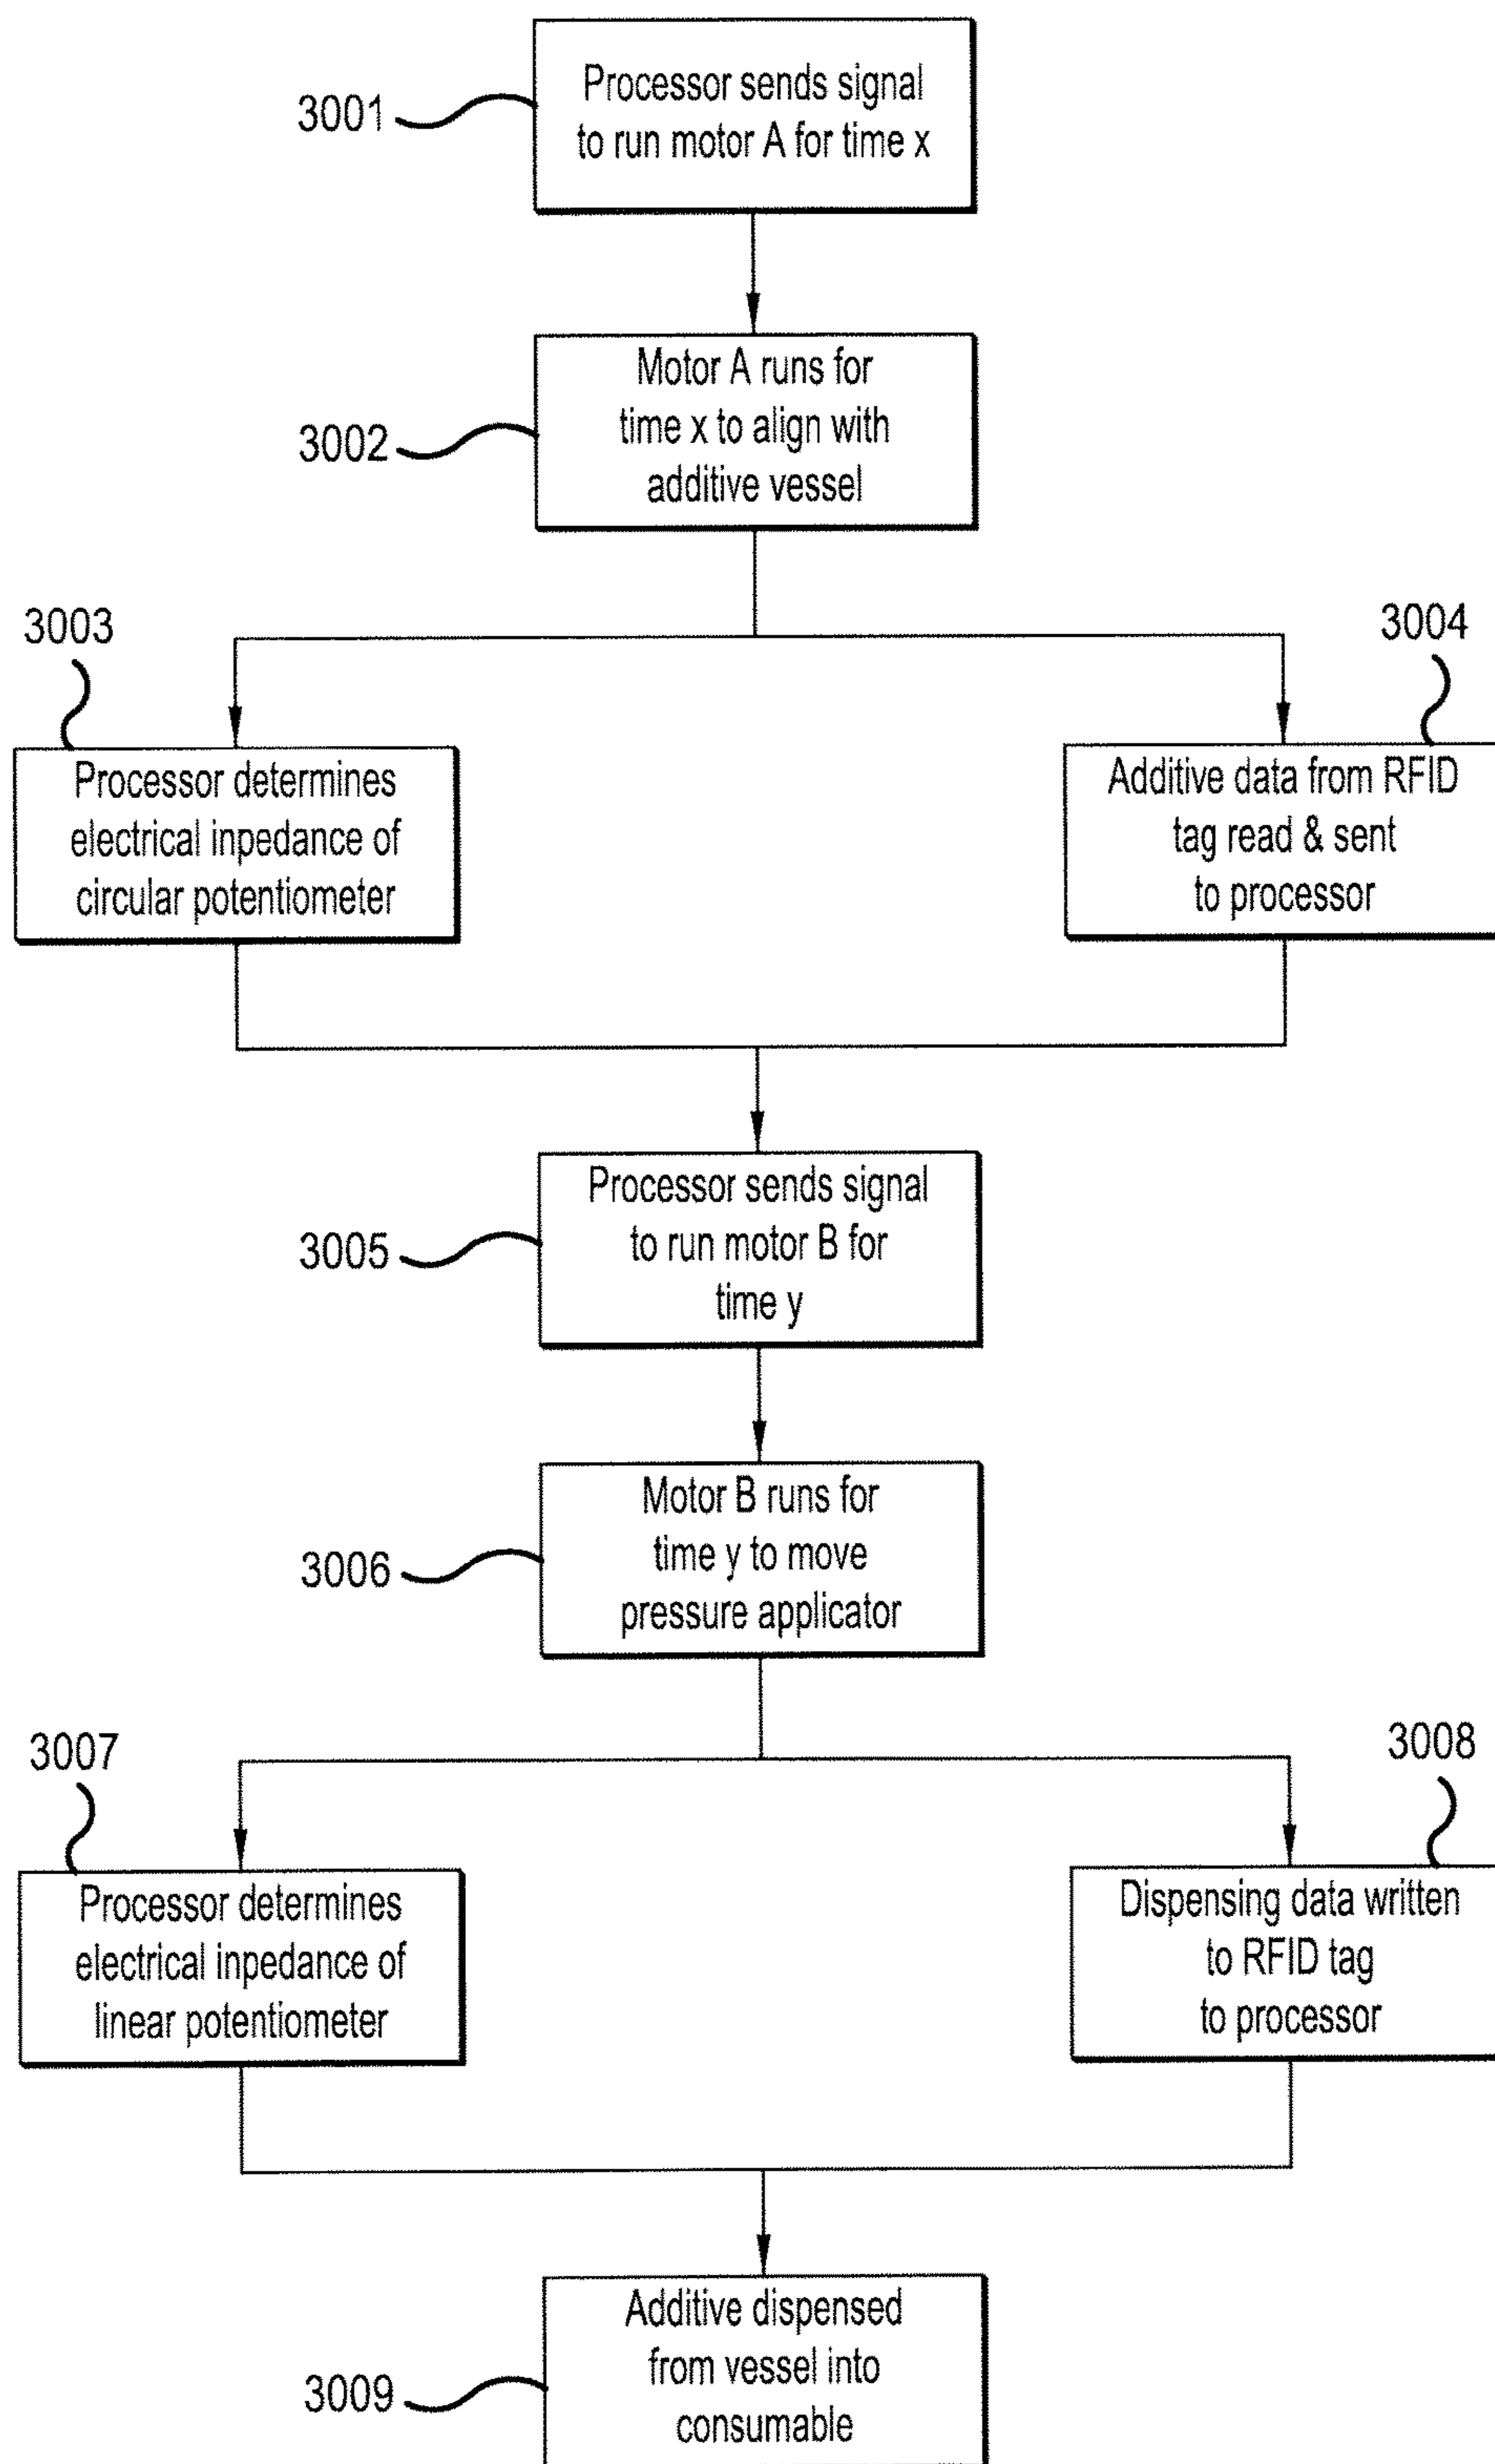 3001
Processor sends signal
to run motor A for time x
3002
Motor A runs for
time x to align with
additive vessel
3003
Processor determines
electrical inpedance of
circular potentiometer
3004
Additive data from RFID
tag read & sent
to processor
3005
Processor sends signal
to run motor B for
time y
3006
Motor B runs for
time y to move
pressure applicator
3007
Processor determines
electrical inpedance of
linear potentiometer
3008
Dispensing data written
to RFID tag
to processor
3009
Additive dispensed
from vessel into
consumable